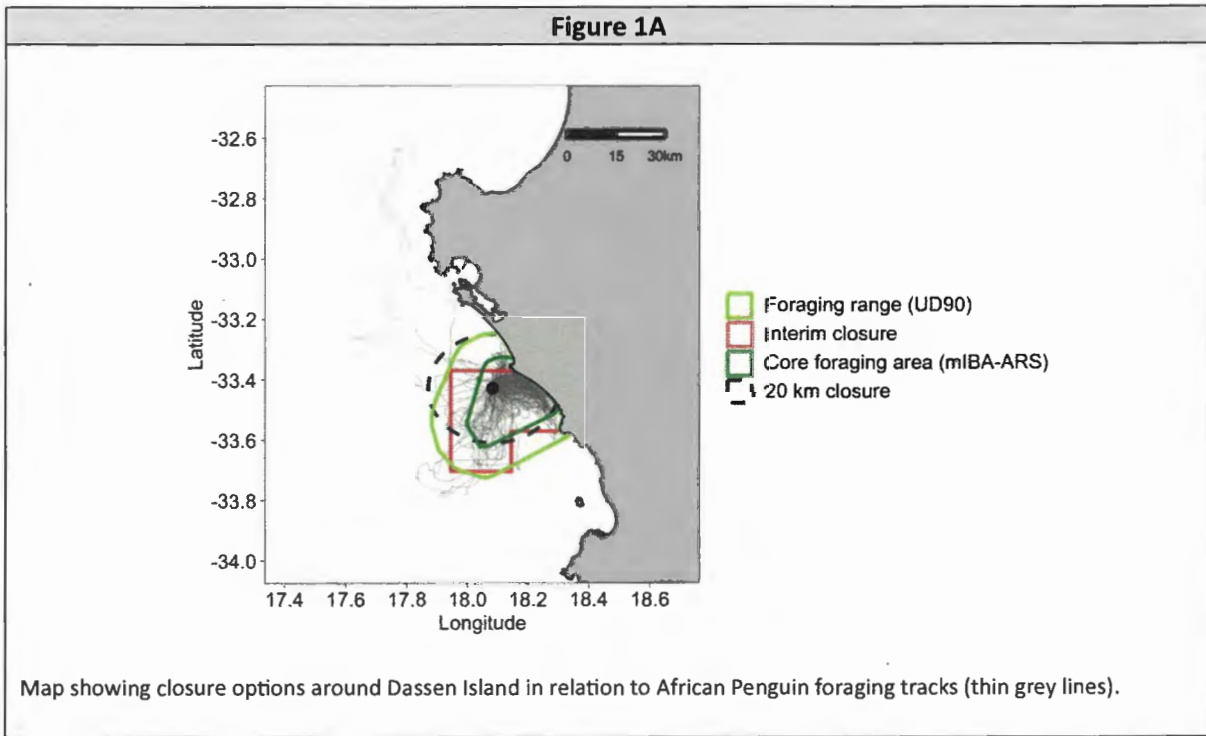 Figure 1A
-32.6
-32.8
-33.0
-33.2
-33.4
-33.6
-33.8
-34.0
Latitude
0 15 30km
17.4 17.6 17.8 18.0 18.2 18.4 18.6
Longitude
Foraging range (UD90)
Interim closure
Core foraging area (mIBA-ARS)
20 km closure
Map showing closure options around Dassen Island in relation to African Penguin foraging tracks (thin grey lines).